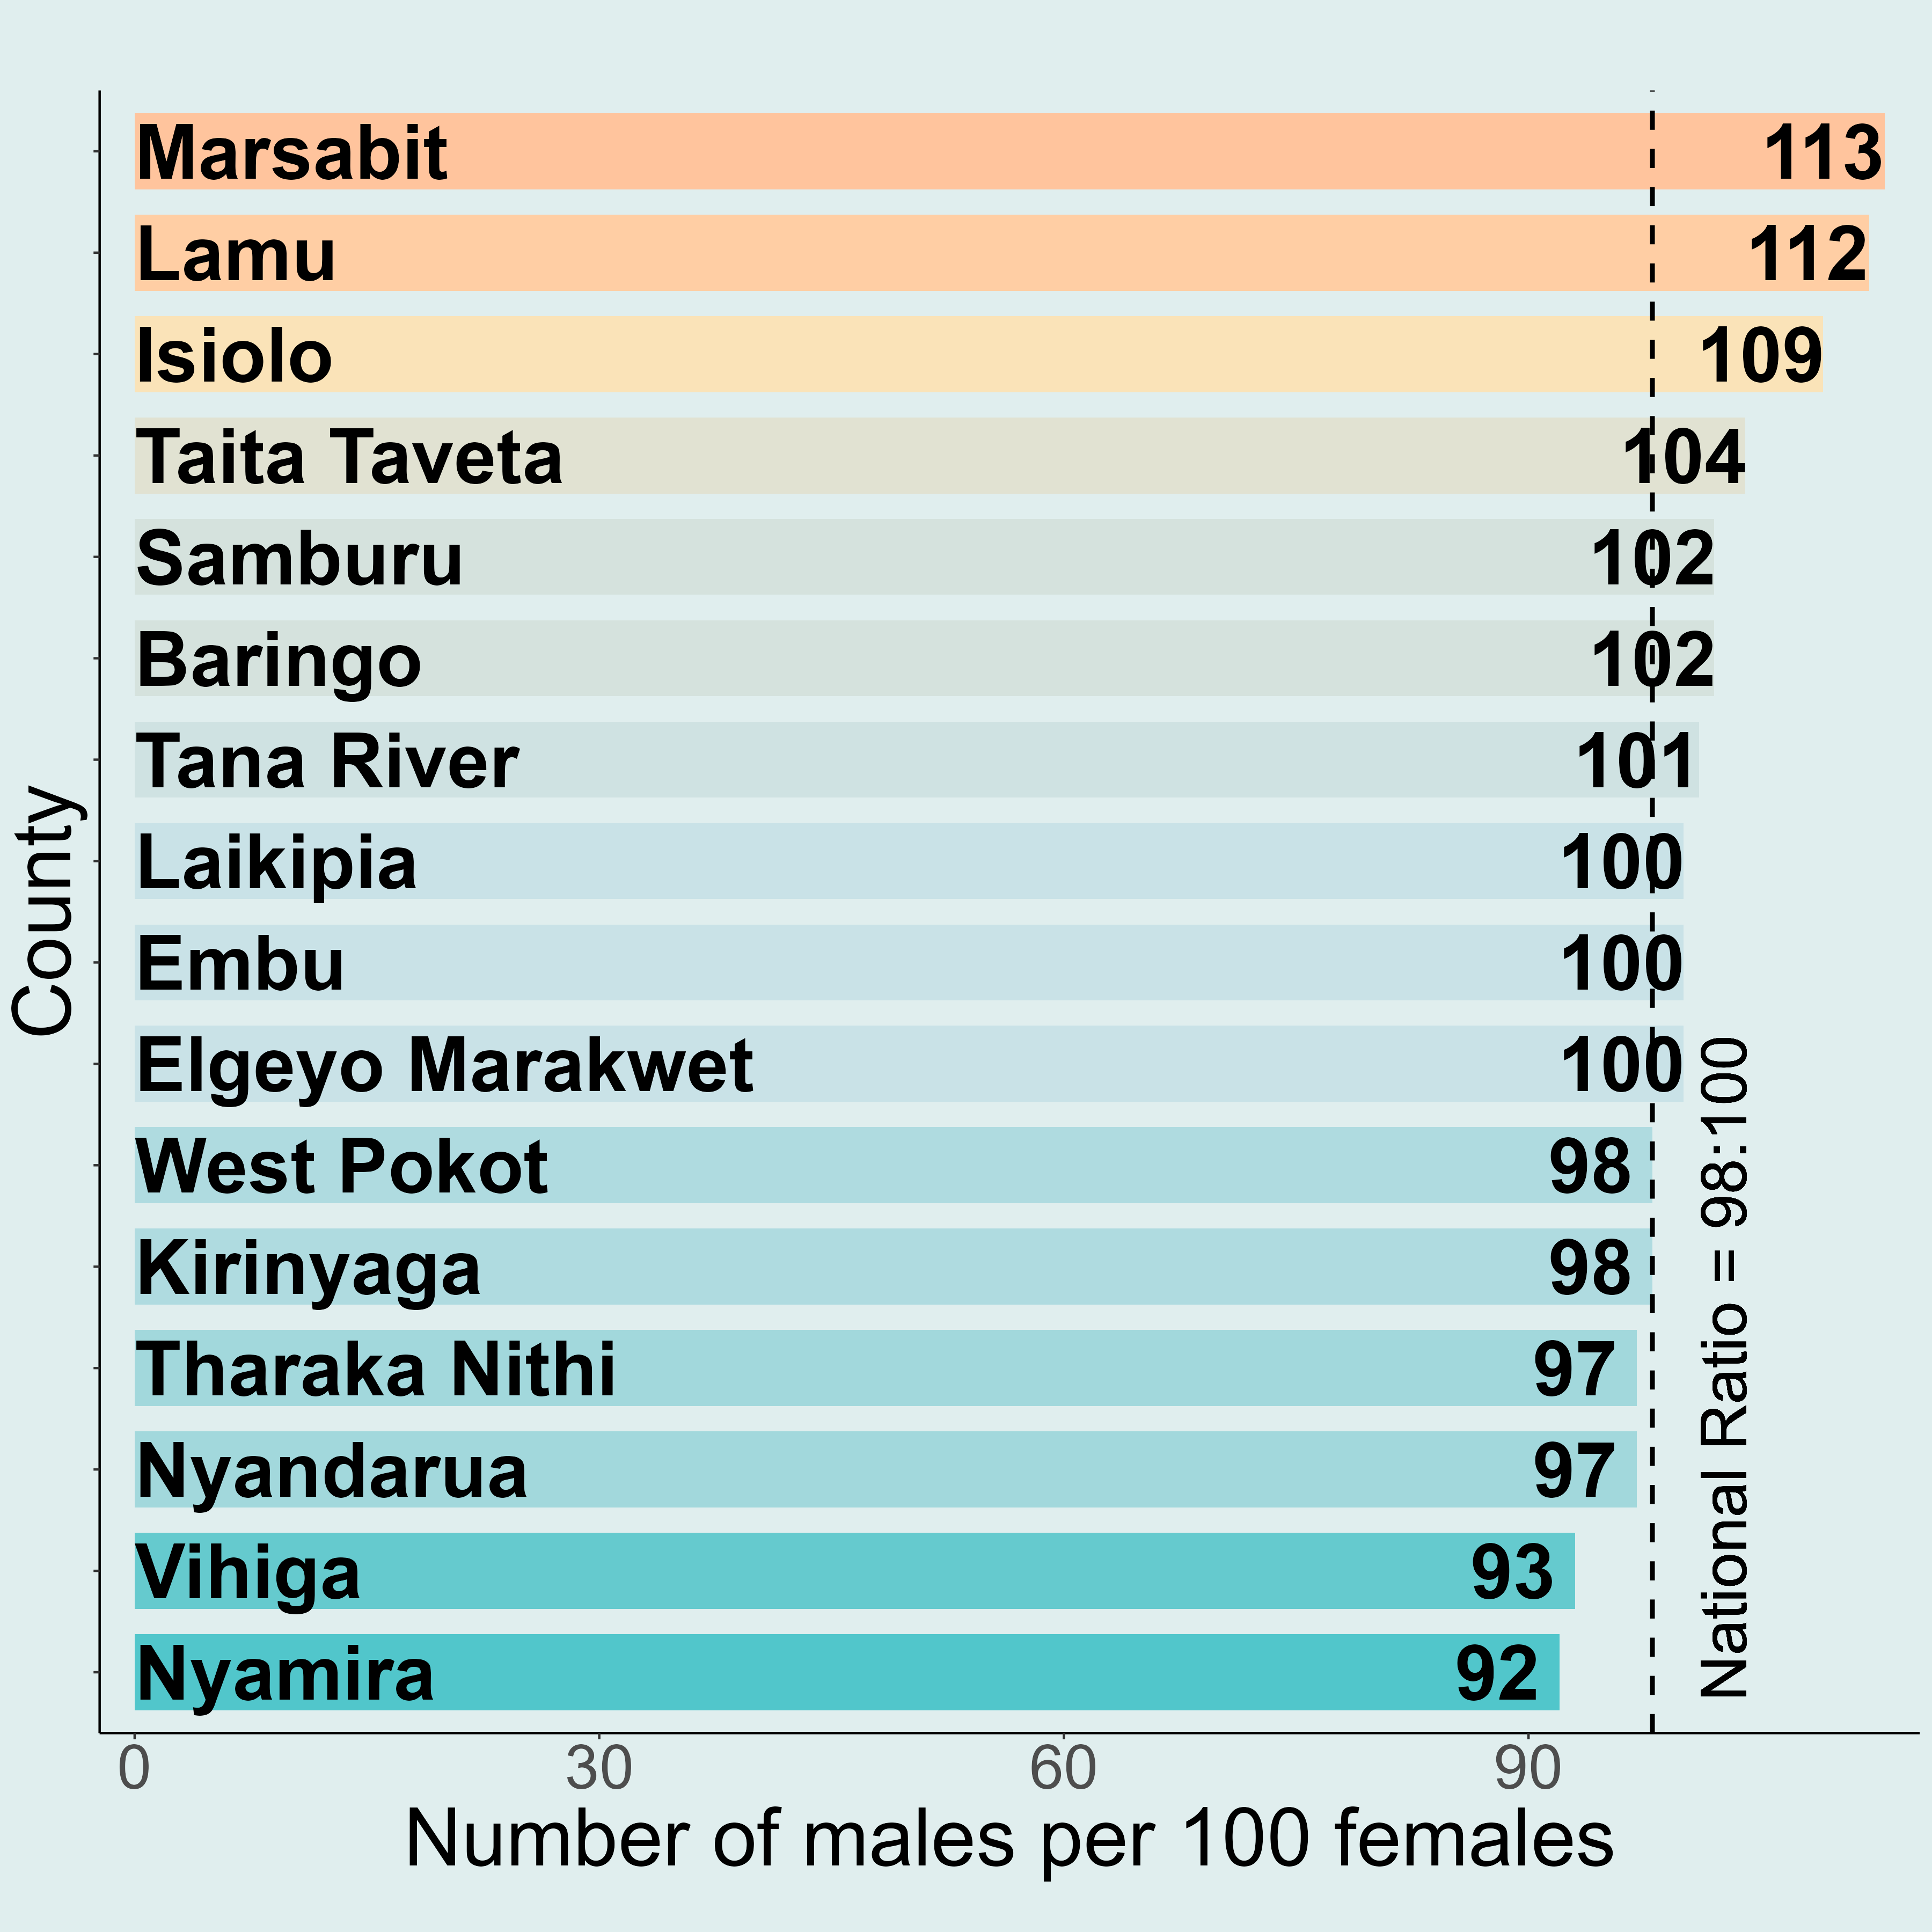 Marsabit 113
Lamu 112
Isiolo 109
Taita Taveta 104
Samburu 102
Baringo 102
Tana River 101
Laikipia 100
Embu 100
Elgeyo Marakwet 100
West Pokot 98
Kirinyaga 98
Tharaka Nithi 97
Nyandarua 97
Vihiga 93
Nyamira 92
County
National Ratio = 98:100
0 30 60 90
Number of males per 100 females